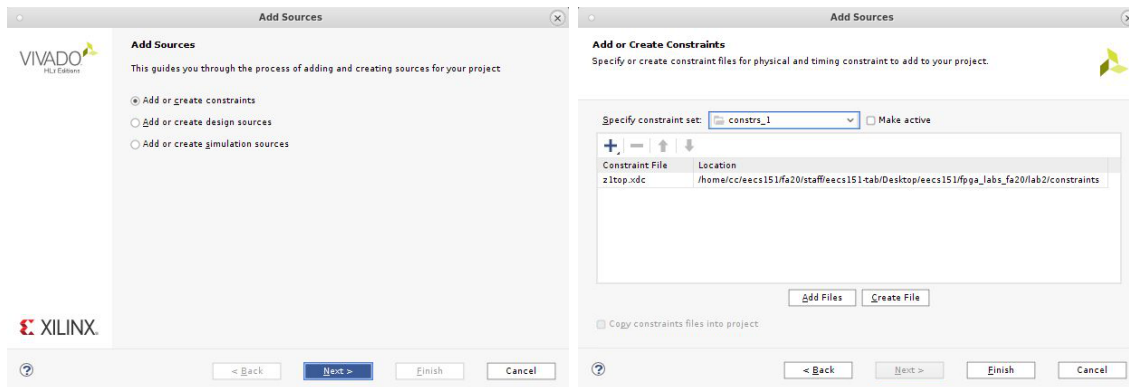 Add Sources
VIVADO
ML Editions
Add Sources
This guides you through the process of adding and creating sources for your project
Add or create constraints
Add or create design sources
Add or create simulation sources
XILINX.
?
< Back
Next >
Finish
Cancel
Add Sources
Add or Create Constraints
Specify or create constraint files for physical and timing constraint to add to your project.
Specify constraint set: constrs_1 Make active
Constraint File Location
z1top.xdc /home/cc/eecs151/fa20/staff/eecs151-tab/Desktop/eecs151/fpga_labs_fa20/lab2/constraints
Add Files
Create File
Copy constraints files into project
?
< Back
Next >
Finish
Cancel